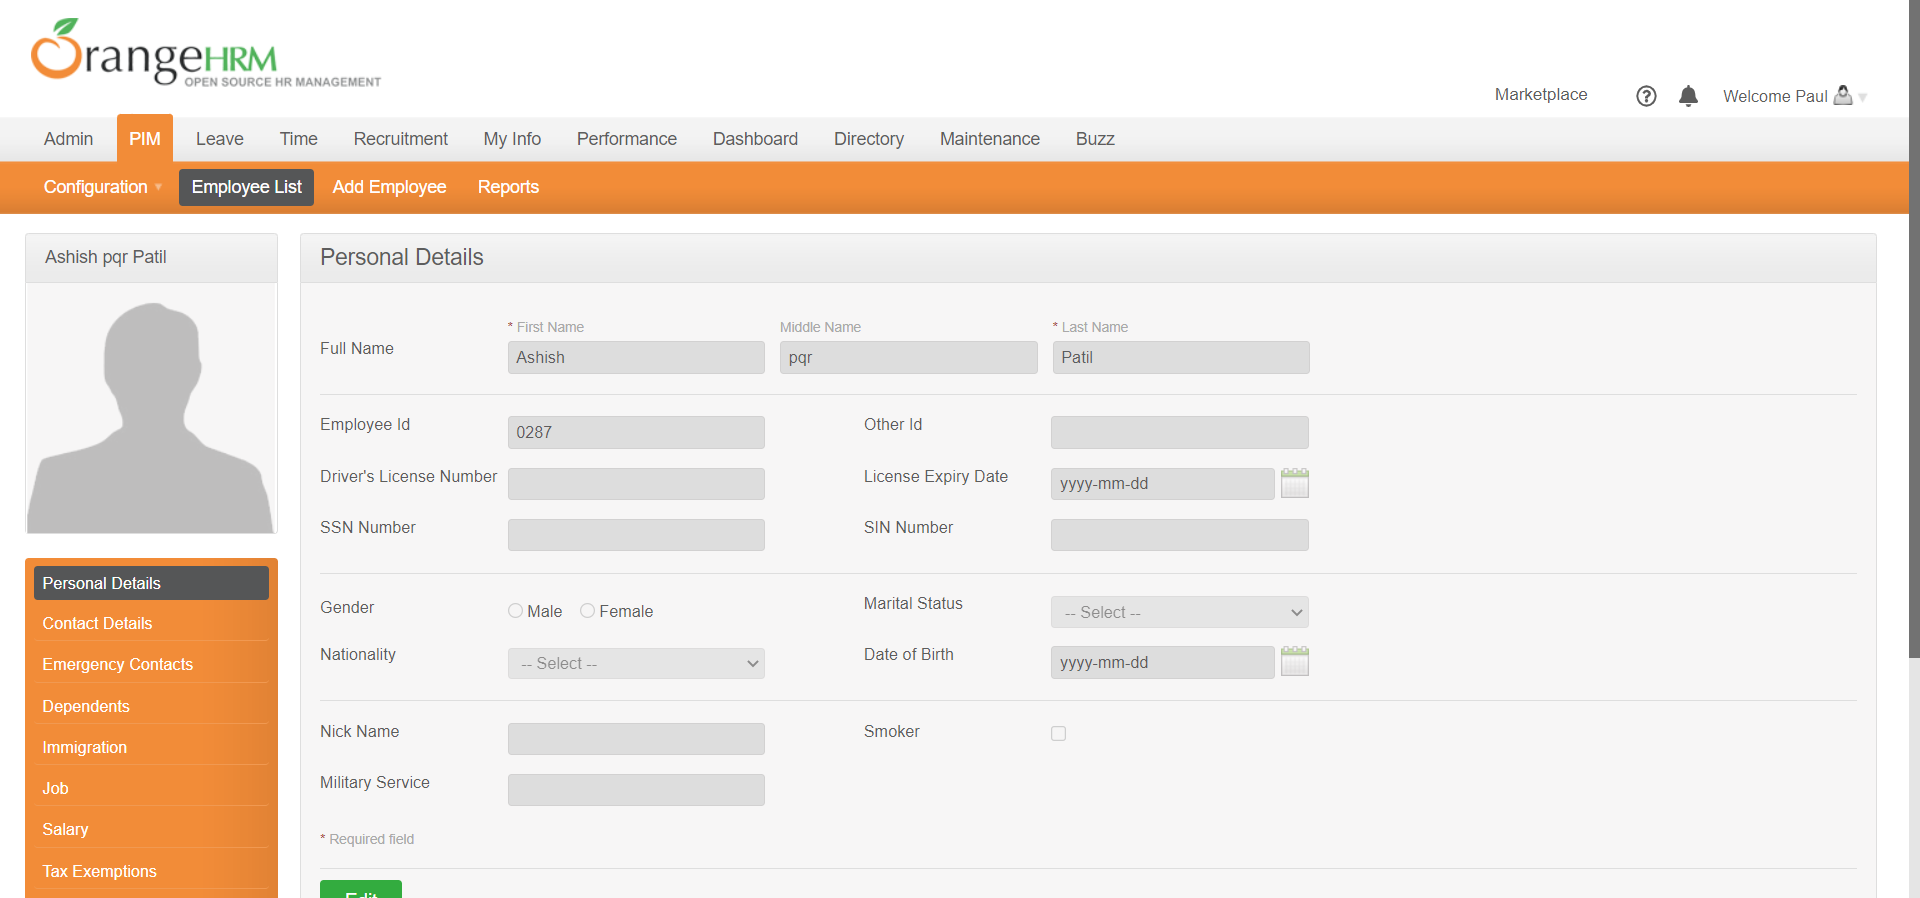 OrangeHRM
OPEN SOURCE HR MANAGEMENT
Marketplace
Welcome Paul
Admin PIM Leave Time Recruitment My Info Performance Dashboard Directory Maintenance Buzz
Configuration Employee List Add Employee Reports
Ashish pqr Patil
Personal Details
Contact Details
Emergency Contacts
Dependents
Immigration
Job
Salary
Tax Exemptions
Personal Details
* First Name Middle Name * Last Name
Full Name Ashish pqr Patil
Employee Id 0287 Other Id
Driver's License Number License Expiry Date yyyy-mm-dd
SSN Number SIN Number
Gender Male Female Marital Status -- Select --
Nationality -- Select -- Date of Birth yyyy-mm-dd
Nick Name Smoker
Military Service
* Required field
Edit